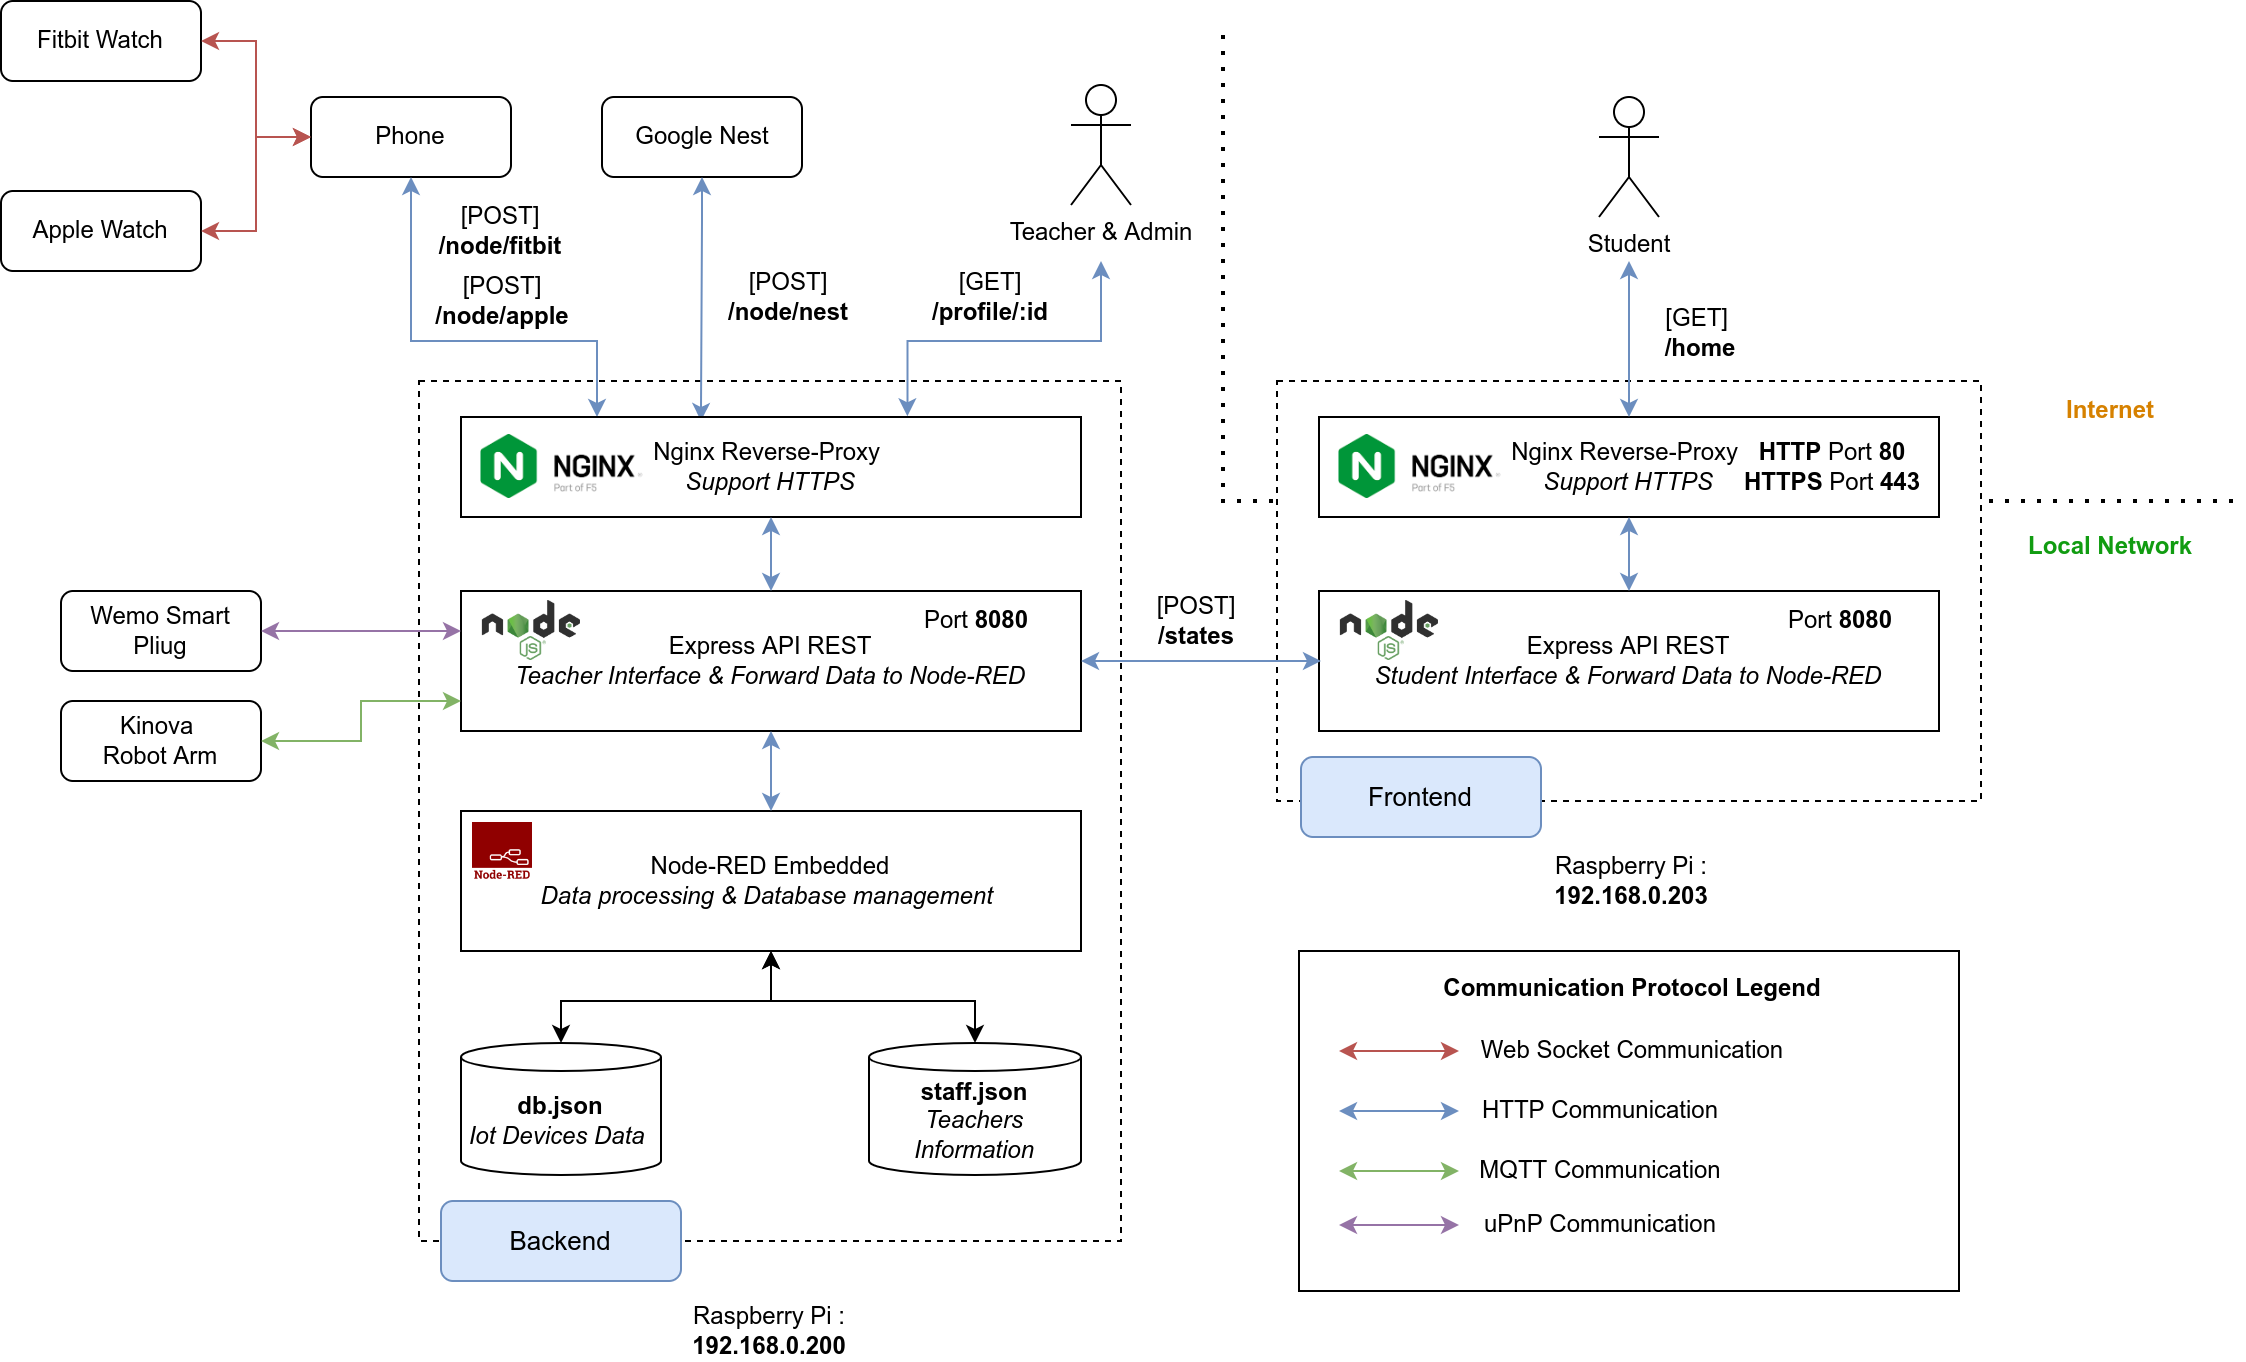 Fitbit Watch
Apple Watch
Phone
Google Nest
Teacher & Admin
Student
[POST]
/node/fitbit
[POST]
/node/apple
[POST]
/node/nest
[GET]
/profile/:id
[GET]
/home
Internet
Local Network
NGINX
Part of F5
Nginx Reverse-Proxy
Support HTTPS
NGINX
Part of F5
Nginx Reverse-Proxy
Support HTTPS
HTTP Port 80
HTTPS Port 443
Wemo Smart
Pliug
Kinova
Robot Arm
node
JS
Port 8080
Express API REST
Teacher Interface & Forward Data to Node-RED
[POST]
/states
node
JS
Port 8080
Express API REST
Student Interface & Forward Data to Node-RED
Frontend
Raspberry Pi :
192.168.0.203
Node-RED
Node-RED Embedded
Data processing & Database management
db.json
Iot Devices Data
staff.json
Teachers
Information
Backend
Raspberry Pi :
192.168.0.200
Communication Protocol Legend
Web Socket Communication
HTTP Communication
MQTT Communication
uPnP Communication